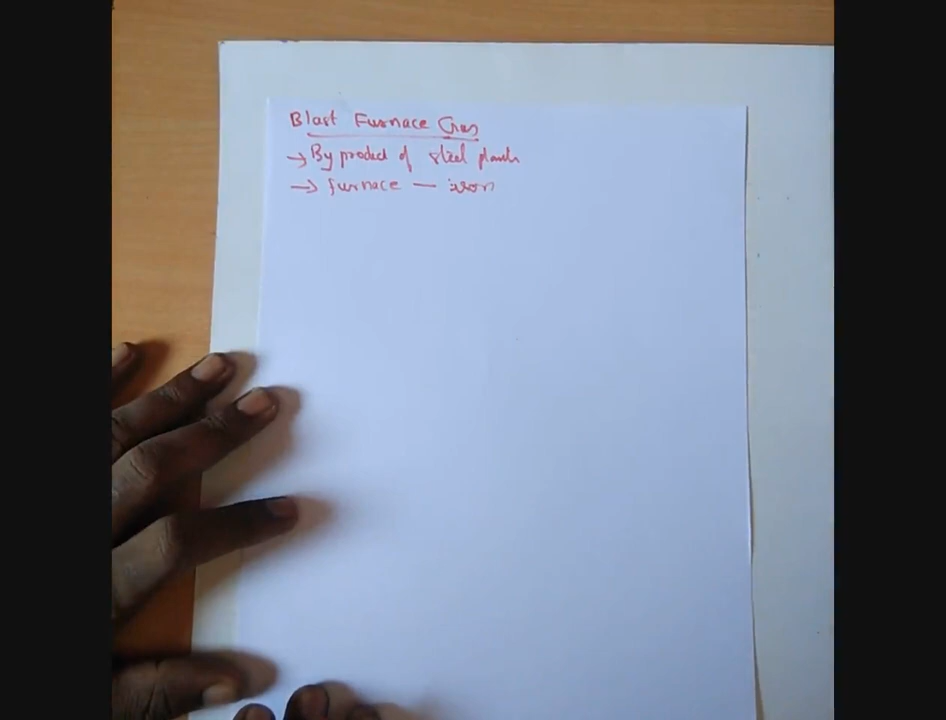 Blast Furnace Gas
→ By product of steel plants
→ furnace — iron